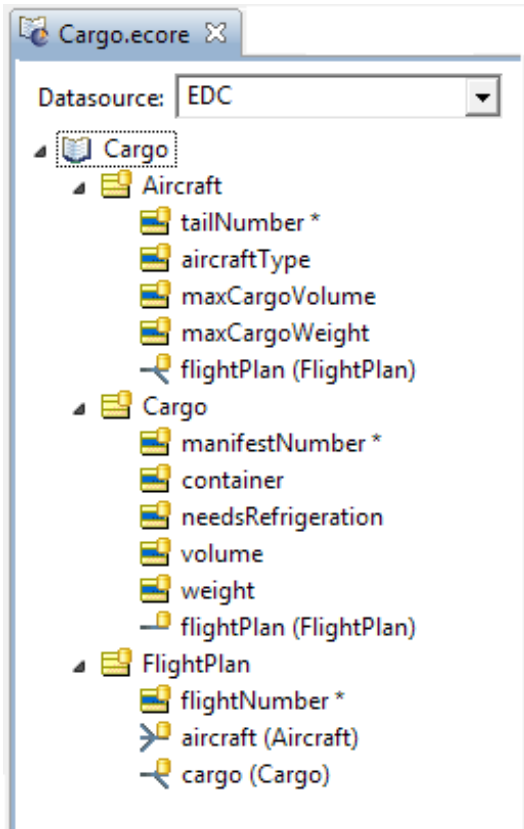 Cargo.ecore
Datasource: EDC
Cargo
Aircraft
tailNumber *
aircraftType
maxCargoVolume
maxCargoWeight
flightPlan (FlightPlan)
Cargo
manifestNumber *
container
needsRefrigeration
volume
weight
flightPlan (FlightPlan)
FlightPlan
flightNumber *
aircraft (Aircraft)
cargo (Cargo)